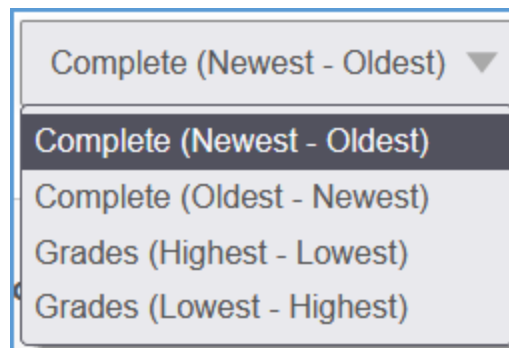 Complete (Newest - Oldest)
Complete (Newest - Oldest)
Complete (Oldest - Newest)
Grades (Highest - Lowest)
Grades (Lowest - Highest)